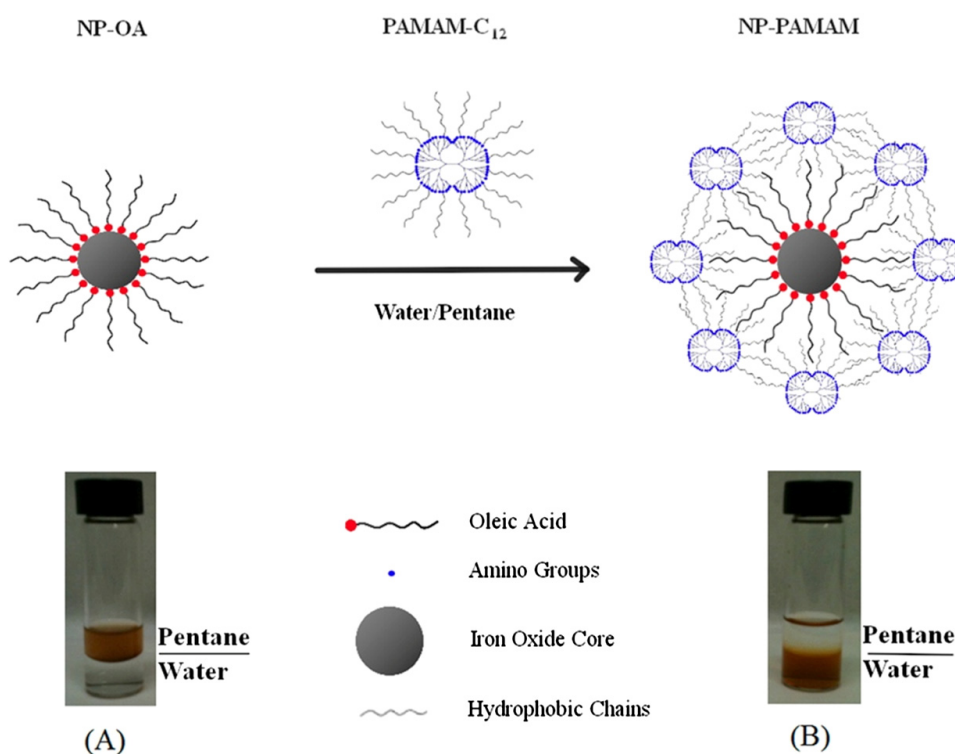 NP-OA
PAMAM-C12
NP-PAMAM
Water/Pentane
Oleic Acid
Amino Groups
Iron Oxide Core
Hydrophobic Chains
Pentane
Water
Pentane
Water
(A)
(B)